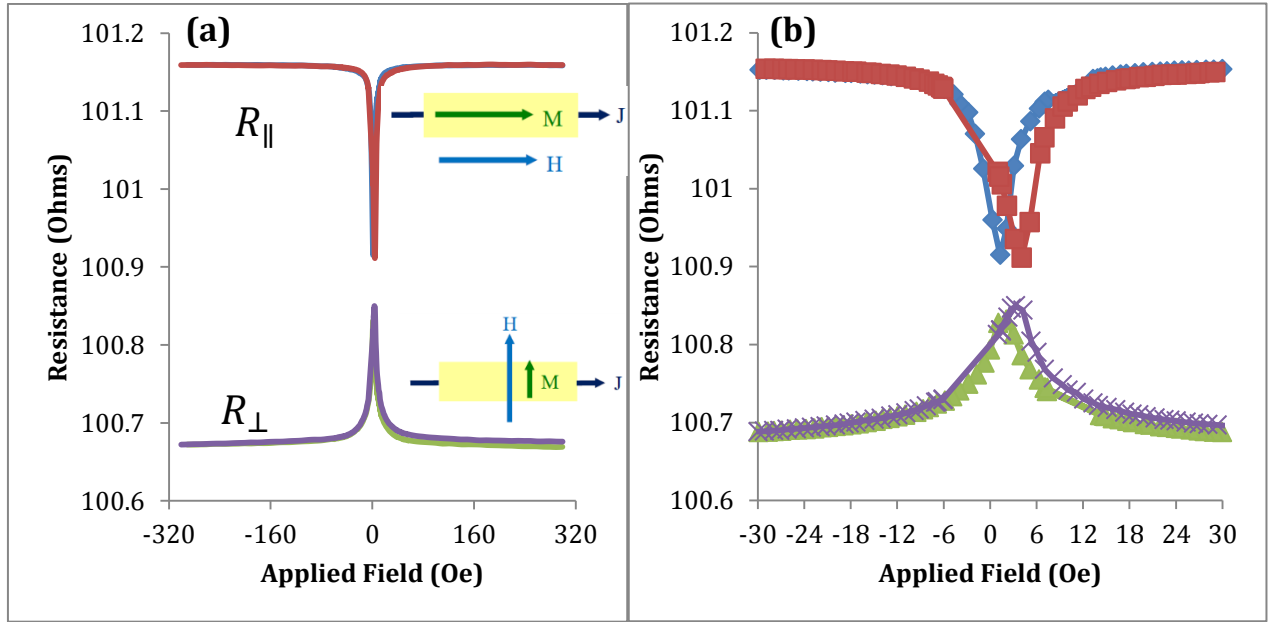 (a)
101.2
101.1
101
100.9
100.8
100.7
100.6
Resistance (Ohms)
R∥
M
J
H
R⊥
H
M
J
-320 -160 0 160 320
Applied Field (Oe)
(b)
101.2
101.1
101
100.9
100.8
100.7
100.6
Resistance (Ohms)
-30 -24 -18 -12 -6 0 6 12 18 24 30
Applied Field (Oe)